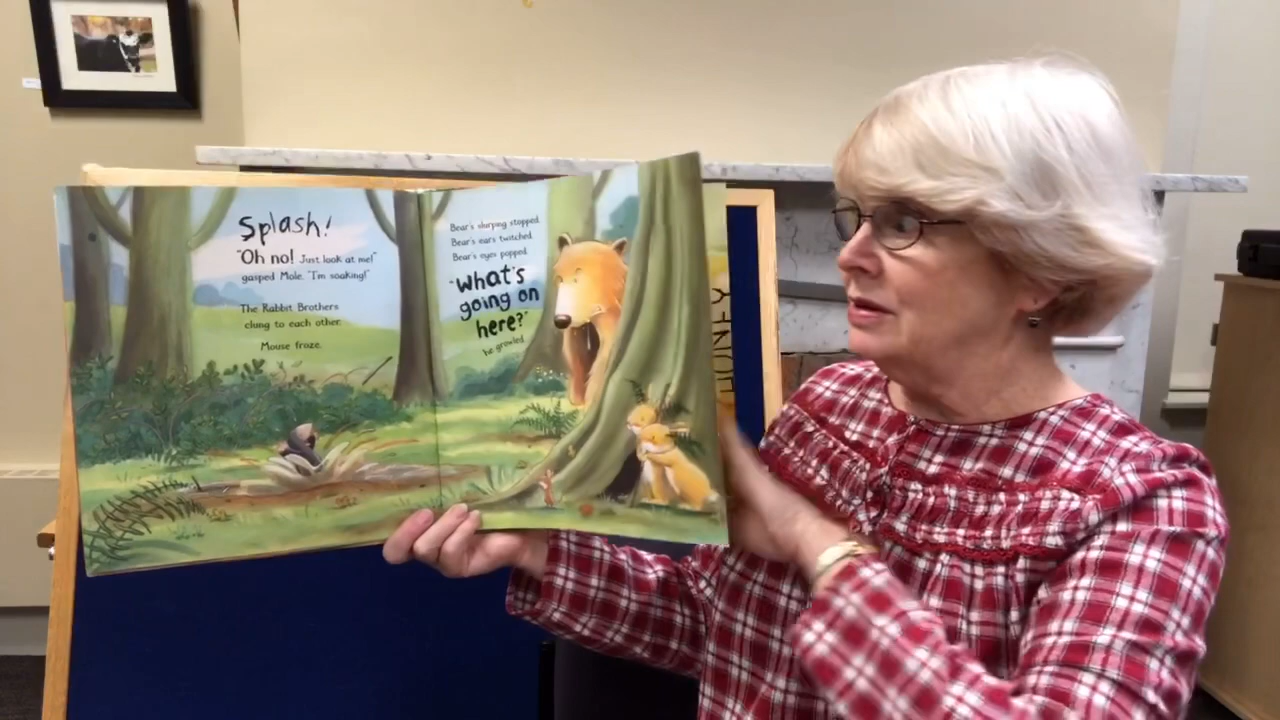 Splash!
"Oh no! Just look at me!"
gasped Mole. "I'm soaking!"
The Rabbit Brothers
clung to each other.
Mouse froze.
Bear's slurping stopped.
Bear's ears twitched.
Bear's eyes popped.
"What's
going on
here?"
he growled.
HONEY